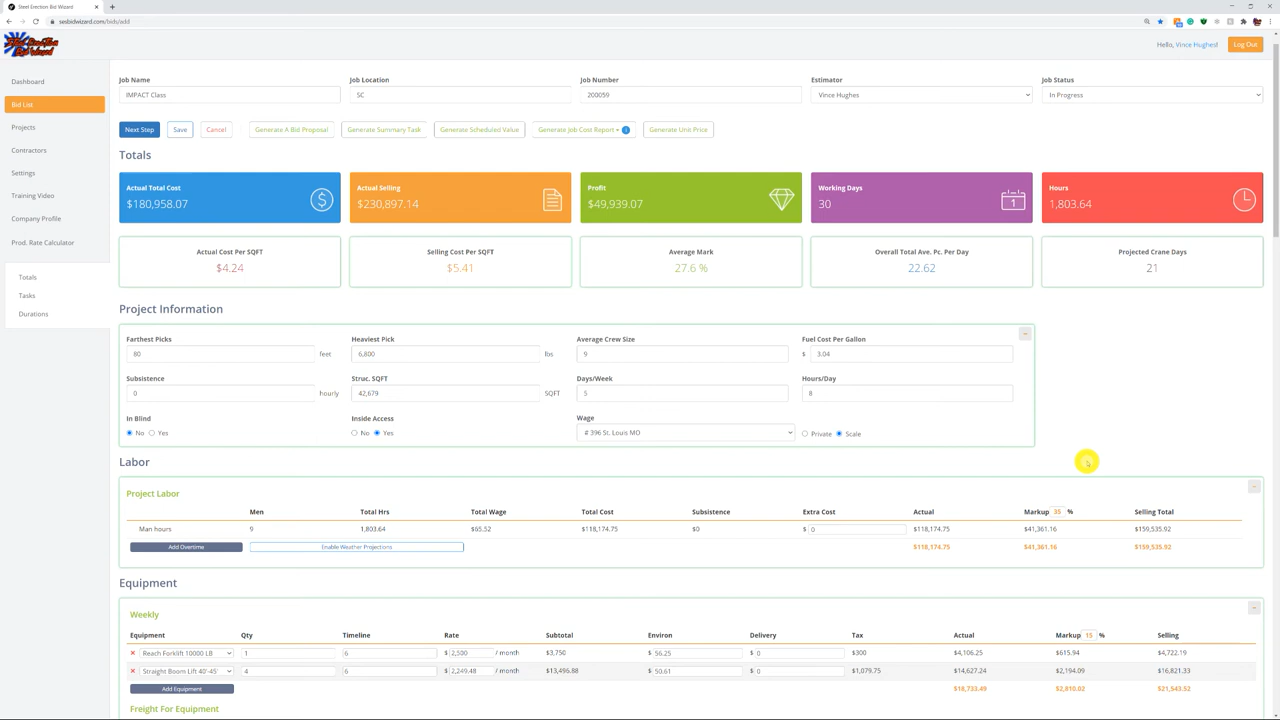 Steel Erection Bid Wizard
sesbidwizard.com/bids/add
Steel Erection
Bid Wizard
Hello, Vince Hughes!
Log Out
Dashboard
Bid List
Projects
Contractors
Settings
Training Video
Company Profile
Prod. Rate Calculator
Totals
Tasks
Durations
Job Name Job Location Job Number Estimator Job Status
IMPACT Class SC 200059 Vince Hughes In Progress
Next Step Save Cancel Generate A Bid Proposal Generate Summary Task Generate Scheduled Value Generate Job Cost Report Generate Unit Price
Totals
Actual Total Cost Actual Selling Profit Working Days Hours
$180,958.07 $230,897.14 $49,939.07 30 1,803.64
Actual Cost Per SQFT Selling Cost Per SQFT Average Mark Overall Total Ave. Pc. Per Day Projected Crane Days
$4.24 $5.41 27.6 % 22.62 21
Project Information
Farthest Picks Heaviest Pick Average Crew Size Fuel Cost Per Gallon
80 feet 6,800 lbs 9 $ 3.04
Subsistence Struc. SQFT Days/Week Hours/Day
0 hourly 42,679 SQFT 5 8
In Blind Inside Access Wage
No Yes No Yes # 396 St. Louis MO Private Scale
Labor
Project Labor
Men Total Hrs Total Wage Total Cost Subsistence Extra Cost Actual Markup 35 % Selling Total
Man hours 9 1,803.64 $65.52 $118,174.75 $0 $ 0 $118,174.75 $41,361.16 $159,535.92
Add Overtime Enable Weather Projections $118,174.75 $41,361.16 $159,535.92
Equipment
Weekly
Equipment Qty Timeline Rate Subtotal Environ Delivery Tax Actual Markup 15 % Selling
Reach Forklift 10000 LB 1 6 $ 2,500 / month $3,750 $ 56.25 $ 0 $300 $4,106.25 $615.94 $4,722.19
Straight Boom Lift 40'-45' 4 6 $ 2,249.48 / month $13,496.88 $ 50.61 $ 0 $1,079.75 $14,627.24 $2,194.09 $16,821.33
Add Equipment $18,733.49 $2,810.02 $21,543.52
Freight For Equipment